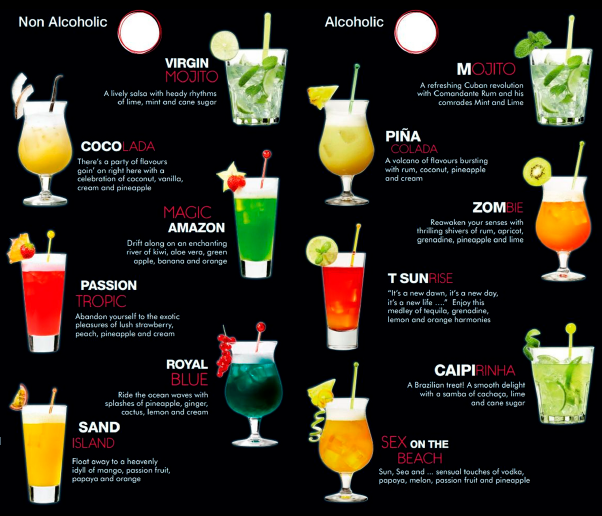 Non Alcoholic
VIRGIN
MOJITO
A lively salsa with heady rhythms
of lime, mint and cane sugar
COCOLADA
There's a party of flavours
goin' on right here with a
celebration of coconut, vanilla,
cream and pineapple
MAGIC
AMAZON
Drift along on an enchanting
river of kiwi, aloe vera, green
apple, banana and orange
PASSION
TROPIC
Abandon yourself to the exotic
pleasures of lush strawberry,
peach, pineapple and cream
ROYAL
BLUE
Ride the ocean waves with
splashes of pineapple, ginger,
cactus, lemon and cream
SAND
ISLAND
Float away to a heavenly
idyll of mango, passion fruit,
papaya and orange
Alcoholic
MOJITO
A refreshing Cuban revolution
with Comandante Rum and his
comrades Mint and Lime
PIÑA
COLADA
A volcano of flavours bursting
with rum, coconut, pineapple
and cream
ZOMBIE
Reawaken your senses with
thrilling shivers of rum, apricot,
grenadine, pineapple and lime
T SUNRISE
"It's a new dawn, it's a new day,
it's a new life ...." Enjoy this
medley of tequila, grenadine,
lemon and orange harmonies
CAIPIRINHA
A Brazilian treat! A smooth delight
with a samba of cachaça, lime
and cane sugar
SEX ON THE
BEACH
Sun, Sea and ... sensual touches of vodka,
papaya, melon, passion fruit and pineapple